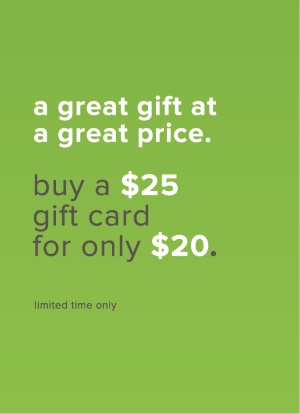 a great gift at
a great price.
buy a $25
gift card
for only $20.
limited time only